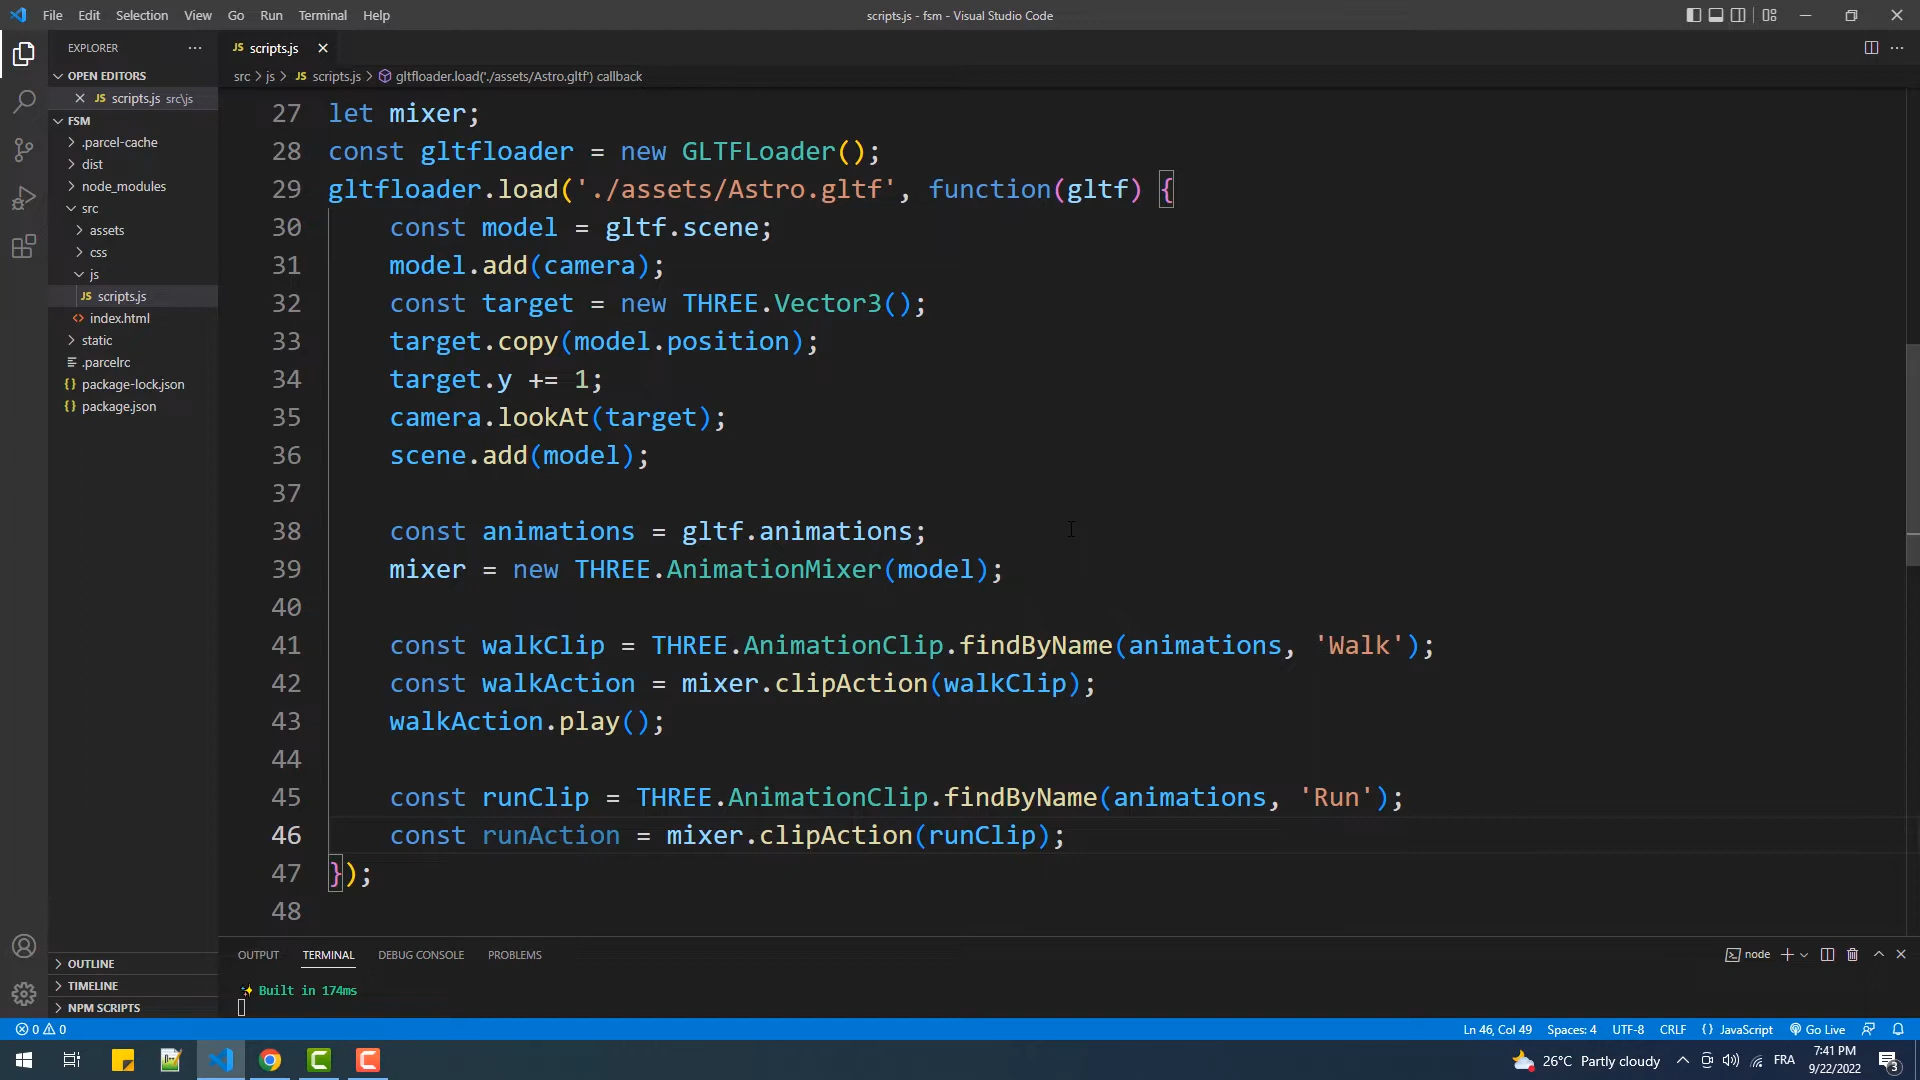 File Edit Selection View Go Run Terminal Help
scripts.js - fsm - Visual Studio Code
EXPLORER
OPEN EDITORS
JS scripts.js src\js
FSM
.parcel-cache
dist
node_modules
src
assets
css
js
JS scripts.js
index.html
static
.parcelrc
{} package-lock.json
{} package.json
OUTLINE
TIMELINE
NPM SCRIPTS
JS scripts.js
src > js > JS scripts.js > gltfloader.load('./assets/Astro.gltf') callback
27 let mixer;
28 const gltfloader = new GLTFLoader();
29 gltfloader.load('./assets/Astro.gltf', function(gltf) {
30 const model = gltf.scene;
31 model.add(camera);
32 const target = new THREE.Vector3();
33 target.copy(model.position);
34 target.y += 1;
35 camera.lookAt(target);
36 scene.add(model);
37
38 const animations = gltf.animations;
39 mixer = new THREE.AnimationMixer(model);
40
41 const walkClip = THREE.AnimationClip.findByName(animations, 'Walk');
42 const walkAction = mixer.clipAction(walkClip);
43 walkAction.play();
44
45 const runClip = THREE.AnimationClip.findByName(animations, 'Run');
46 const runAction = mixer.clipAction(runClip);
47 });
48
OUTPUT TERMINAL DEBUG CONSOLE PROBLEMS
node
✨ Built in 174ms
0 0
Ln 46, Col 49 Spaces: 4 UTF-8 CRLF {} JavaScript Go Live
26°C Partly cloudy
FRA
7:41 PM
9/22/2022
3